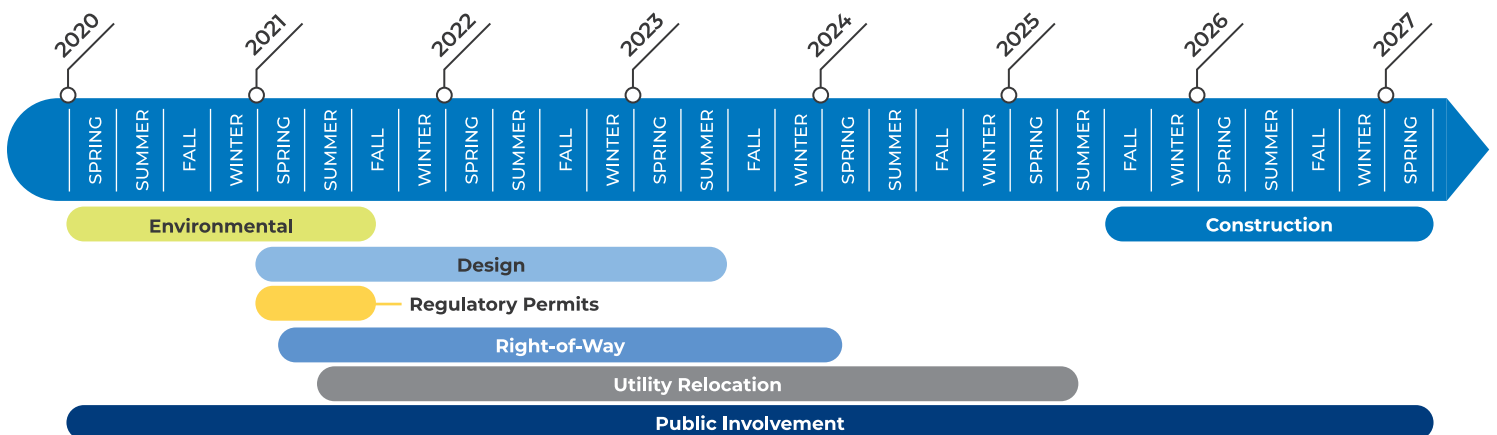 2020 2021 2022 2023 2024 2025 2026 2027
SPRING SUMMER FALL WINTER SPRING SUMMER FALL WINTER SPRING SUMMER FALL WINTER SPRING SUMMER FALL WINTER SPRING SUMMER FALL WINTER SPRING SUMMER FALL WINTER SPRING SUMMER FALL WINTER SPRING
Environmental Construction
Design
Regulatory Permits
Right-of-Way
Utility Relocation
Public Involvement